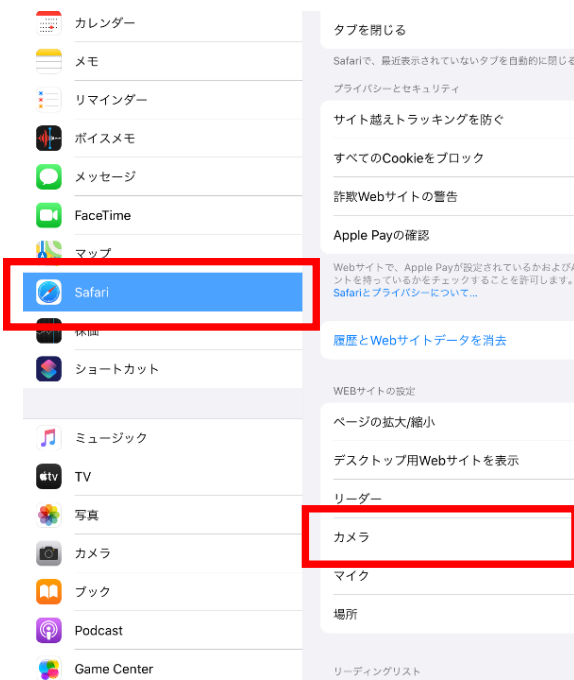 カレンダー
メモ
リマインダー
ボイスメモ
メッセージ
FaceTime
マップ
Safari
株価
ショートカット
ミュージック
tv
TV
写真
カメラ
ブック
Podcast
Game Center
タブを閉じる
Safariで、最近表示されていないタブを自動的に閉じる
プライバシーとセキュリティ
サイト越えトラッキングを防ぐ
すべてのCookieをブロック
詐欺Webサイトの警告
Apple Payの確認
Webサイトで、Apple Payが設定されているかおよびA
ントを持っているかをチェックすることを許可します。
Safariとプライバシーについて...
履歴とWebサイトデータを消去
WEBサイトの設定
ページの拡大/縮小
デスクトップ用Webサイトを表示
リーダー
カメラ
マイク
場所
リーディングリスト